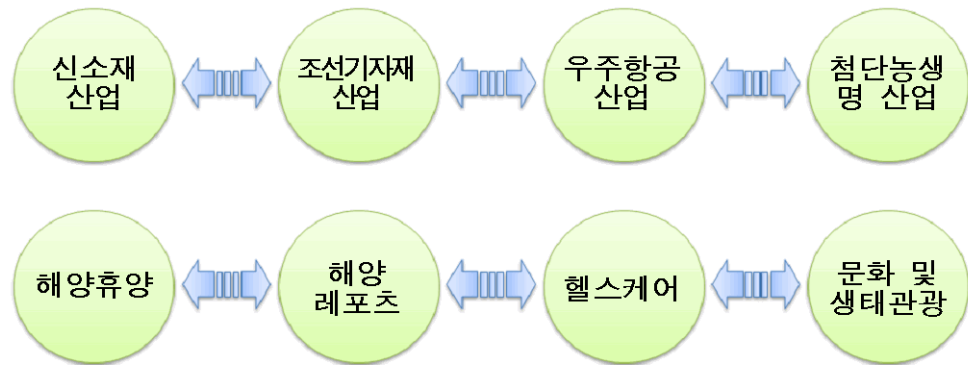 신소재
산업
조선기자재
산업
우주항공
산업
첨단농생
명 산업
해양휴양
해양
레포츠
헬스케어
문화 및
생태관광